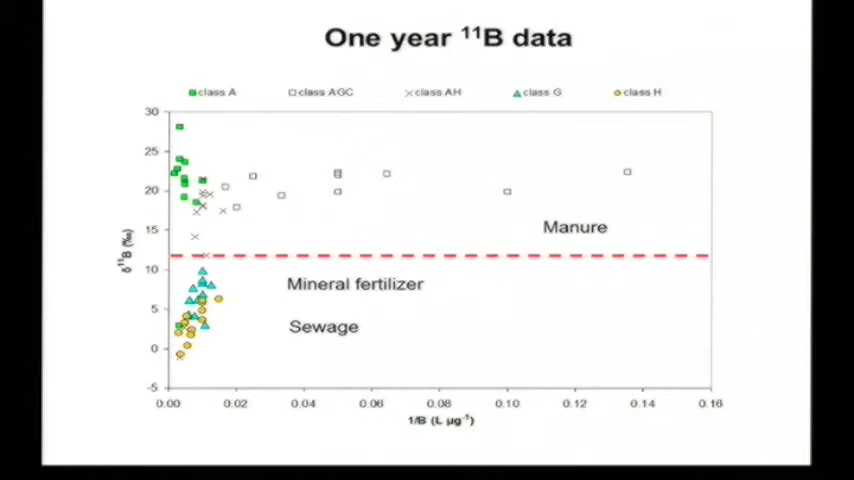 One year ¹¹B data
class A class AGC class AH class G class H
30
25
20
15
10
5
0
-5
δ¹¹B (‰)
Manure
Mineral fertilizer
Sewage
0.00 0.02 0.04 0.06 0.08 0.10 0.12 0.14 0.16
1/B (L µg⁻¹)